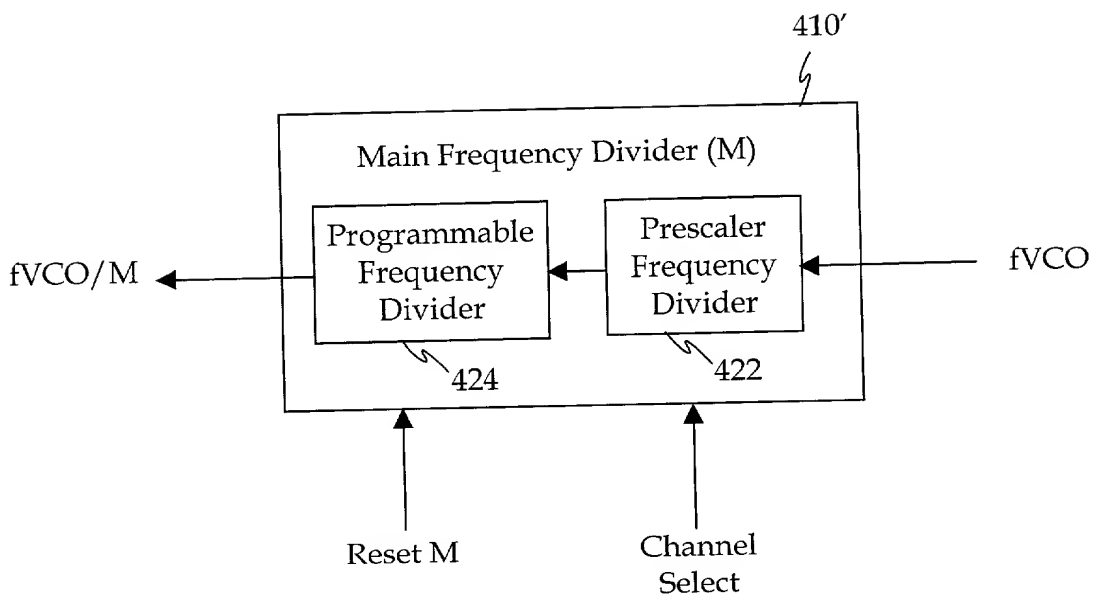 410’
Main Frequency Divider (M)
Programmable
Frequency
Divider
Prescaler
Frequency
Divider
fVCO/M
fVCO
424
422
Reset M
Channel
Select